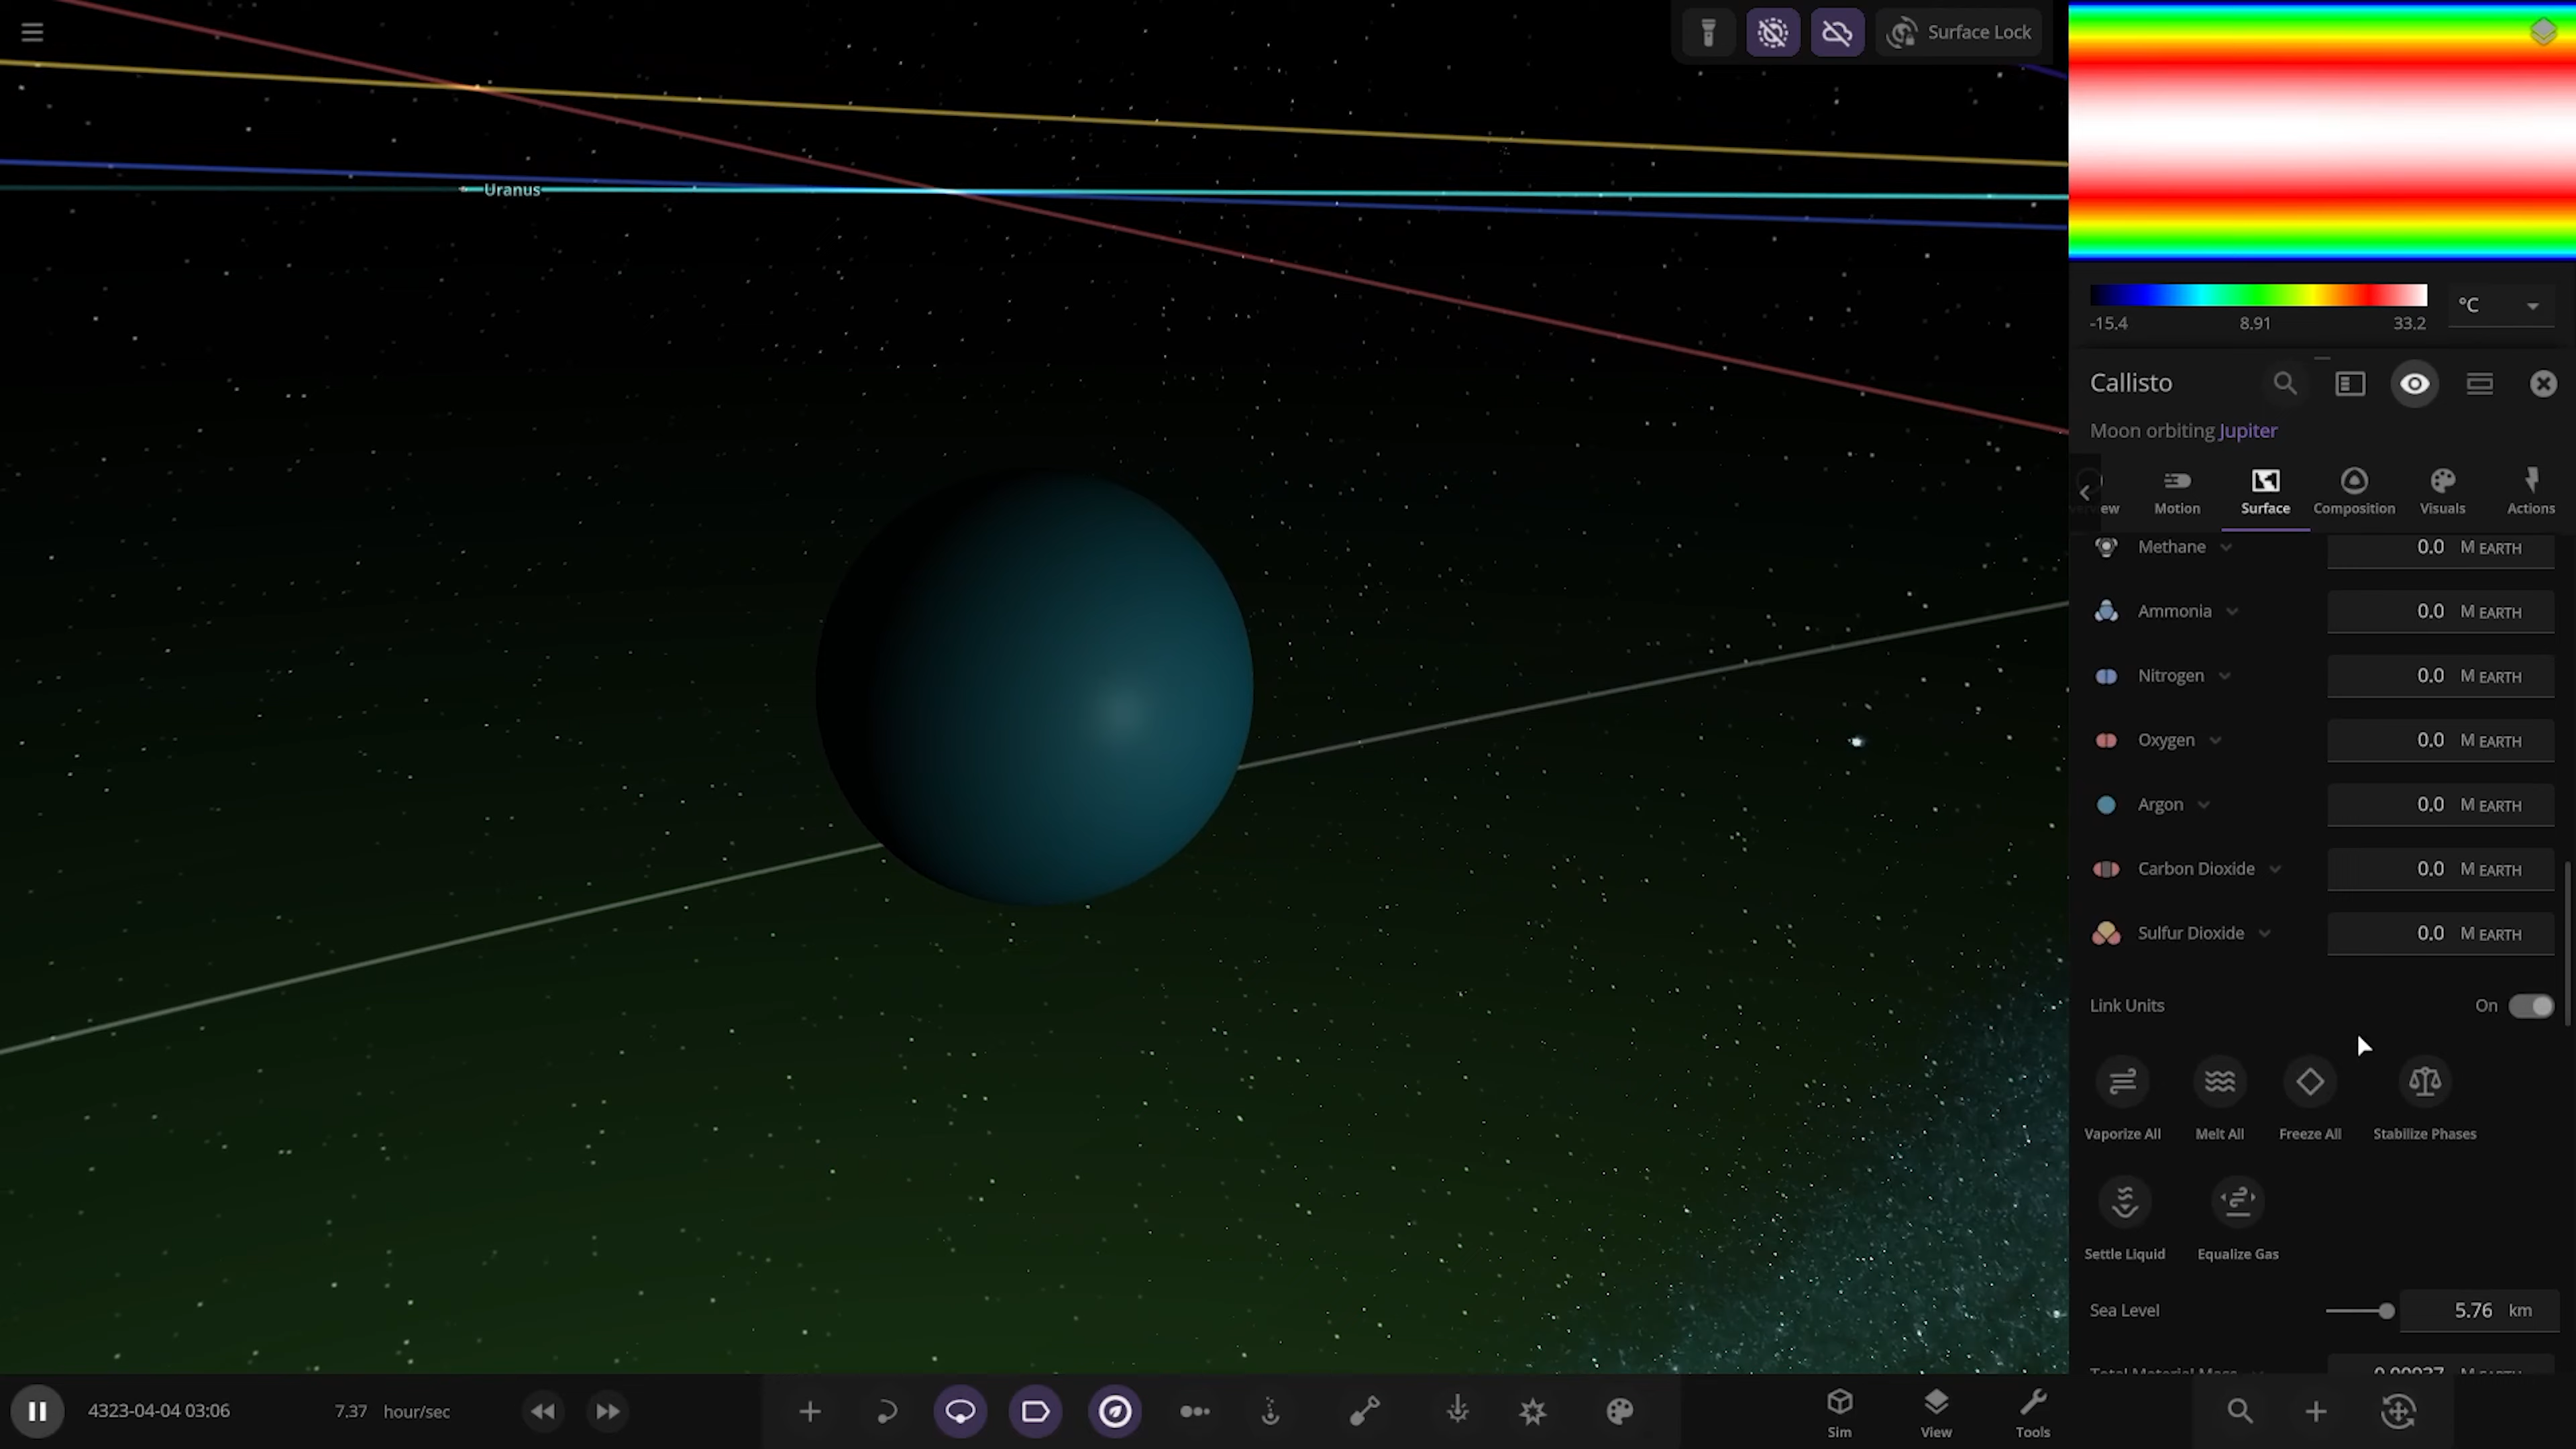 Surface Lock
Uranus
°C
-15.4 8.91 33.2
Callisto
Moon orbiting Jupiter
Motion Surface Composition Visuals Actions
Methane 0.0 M EARTH
Ammonia 0.0 M EARTH
Nitrogen 0.0 M EARTH
Oxygen 0.0 M EARTH
Argon 0.0 M EARTH
Carbon Dioxide 0.0 M EARTH
Sulfur Dioxide 0.0 M EARTH
Link Units On
Vaporize All Melt All Freeze All Stabilize Phases
Settle Liquid Equalize Gas
Sea Level 5.76 km
Total Material Mass
4323-04-04 03:06 7.37 hour/sec
Sim View Tools